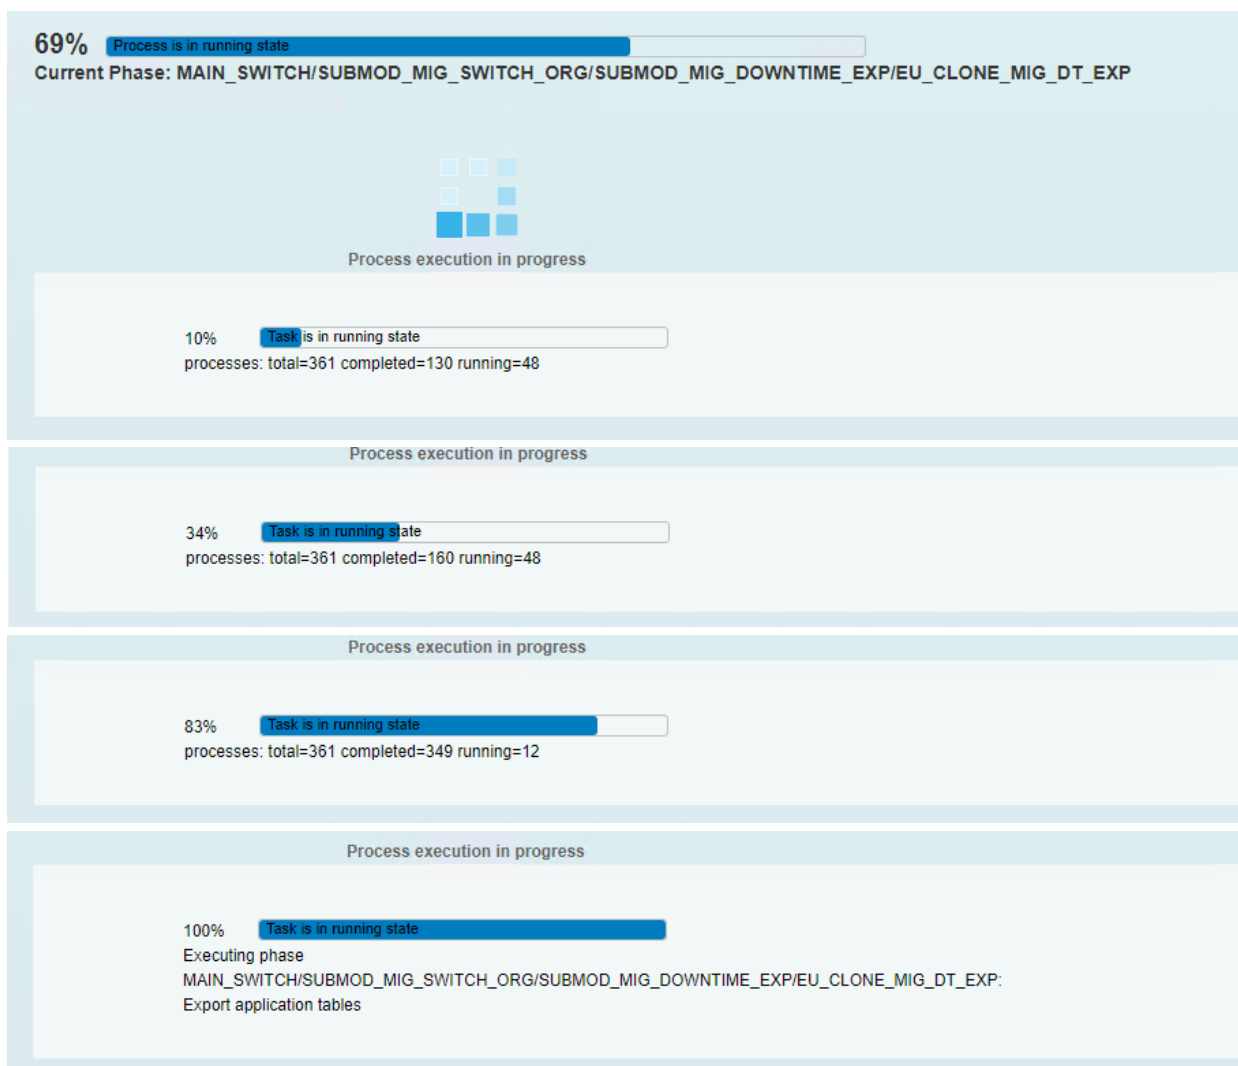 69% Process is in running state
Current Phase: MAIN_SWITCH/SUBMOD_MIG_SWITCH_ORG/SUBMOD_MIG_DOWNTIME_EXP/EU_CLONE_MIG_DT_EXP
Process execution in progress
10% Task is in running state
processes: total=361 completed=130 running=48
Process execution in progress
34% Task is in running state
processes: total=361 completed=160 running=48
Process execution in progress
83% Task is in running state
processes: total=361 completed=349 running=12
Process execution in progress
100% Task is in running state
Executing phase
MAIN_SWITCH/SUBMOD_MIG_SWITCH_ORG/SUBMOD_MIG_DOWNTIME_EXP/EU_CLONE_MIG_DT_EXP:
Export application tables